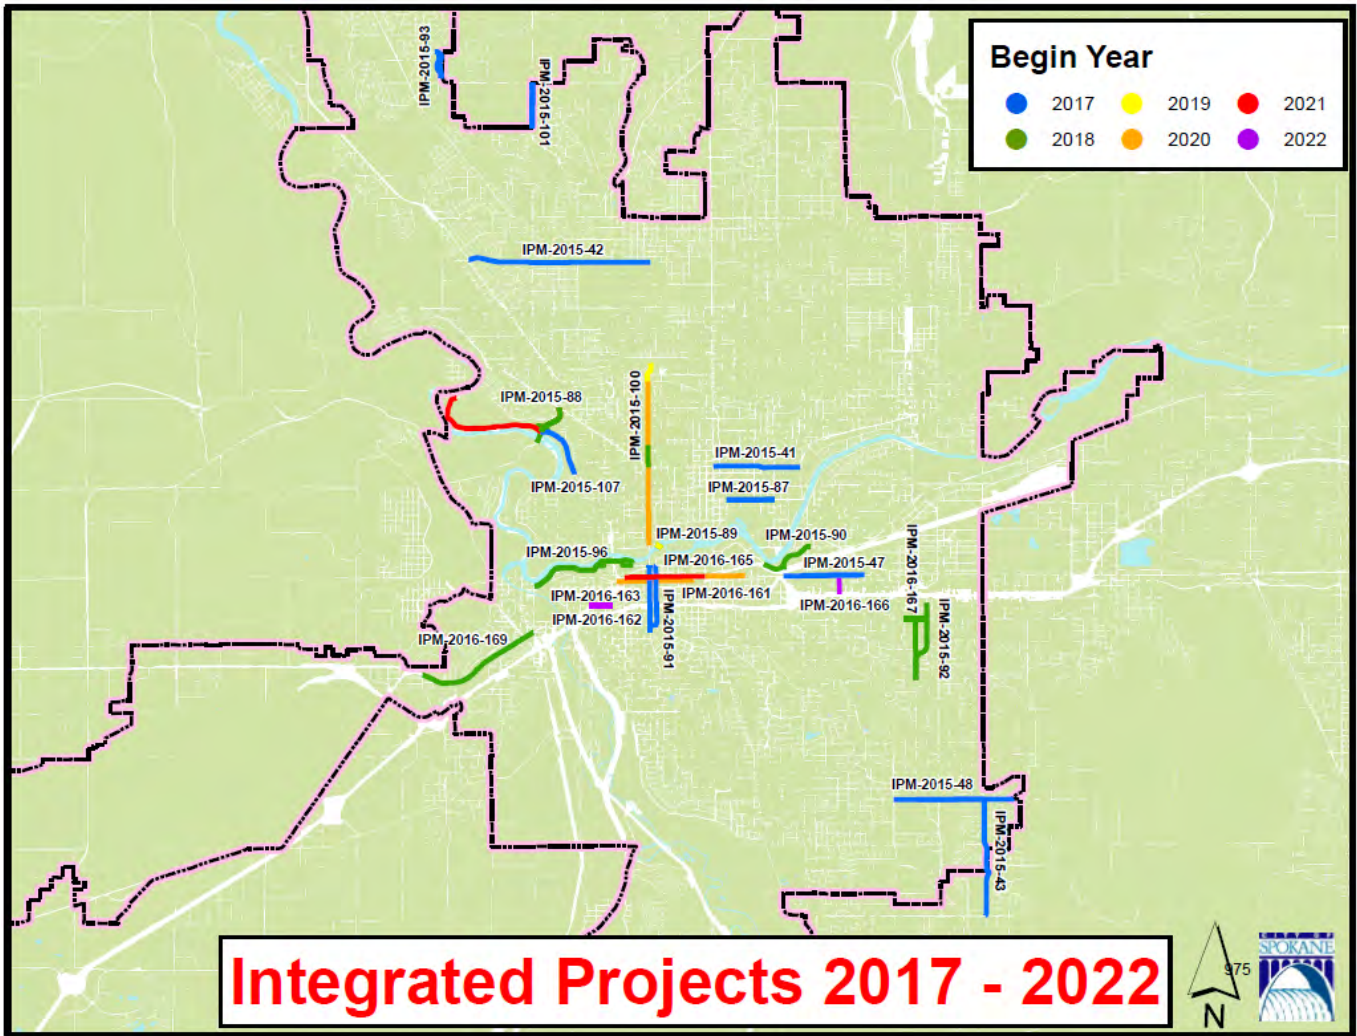 IPM-2015-93
IPM-2015-101
Begin Year
2017 2019 2021
2018 2020 2022
IPM-2015-42
IPM-2015-100
IPM-2015-88
IPM-2015-41
IPM-2015-107
IPM-2015-87
IPM-2015-89
IPM-2015-90
IPM-2015-96
IPM-2016-165
IPM-2015-47
IPM-2016-167
IPM-2016-163
IPM-2016-161
IPM-2016-166
IPM-2016-162
IPM-2015-91
IPM-2015-92
IPM-2016-169
IPM-2015-48
IPM-2015-43
Integrated Projects 2017 - 2022
975
N
CITY OF
SPOKANE